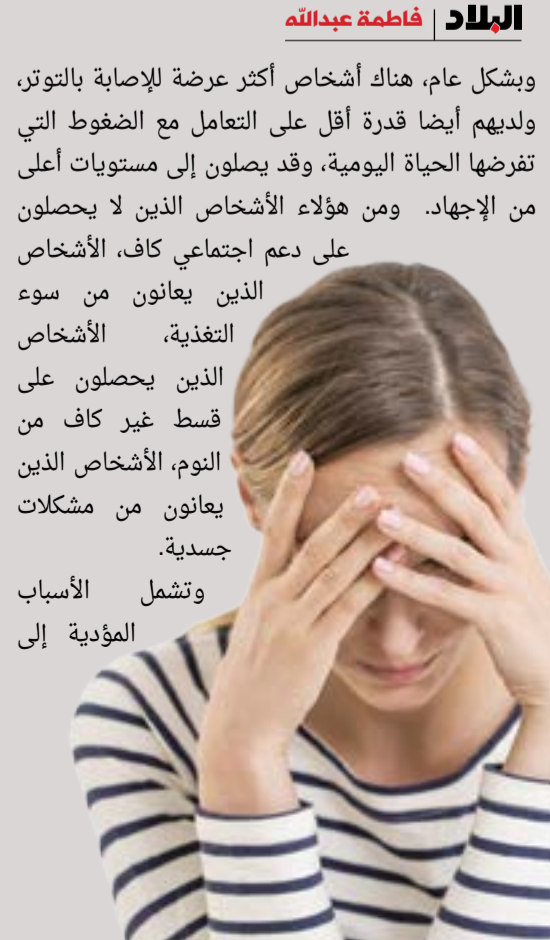 البلاد | فاطمة عبدالله
وبشكل عام، هناك أشخاص أكثر عرضة للإصابة بالتوتر،
ولديهم أيضا قدرة أقل على التعامل مع الضغوط التي
تفرضها الحياة اليومية، وقد يصلون إلى مستويات أعلى
من الإجهاد. ومن هؤلاء الأشخاص الذين لا يحصلون
على دعم اجتماعي كاف، الأشخاص
الذين يعانون من سوء
التغذية، الأشخاص
الذين يحصلون على
قسط غير كاف من
النوم، الأشخاص الذين
يعانون من مشكلات
جسدية.
وتشمل الأسباب
المؤدية إلى